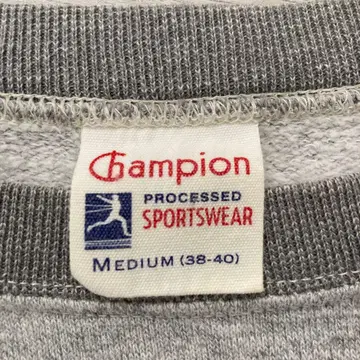 Champion
PROCESSED
SPORTSWEAR
MEDIUM (38-40)